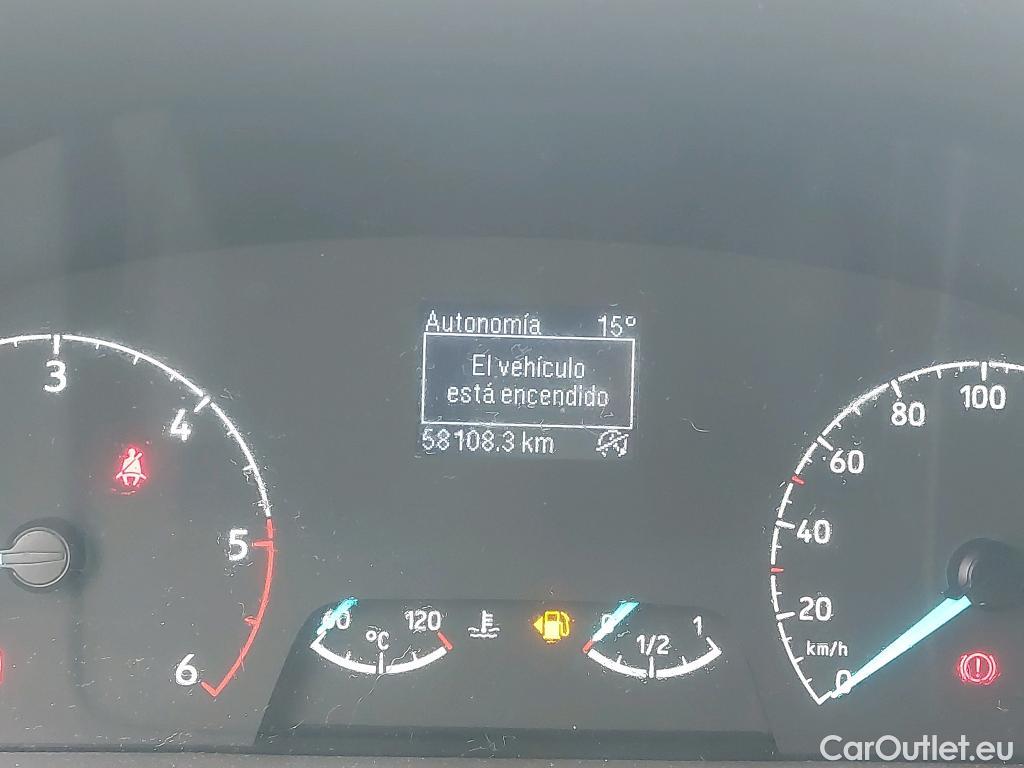 Autonomía 15°
El vehículo
está encendido
58108.3 km
3
4
5
6
60
°C
120
0
1/2
1
0
20
40
60
80
100
km/h
CarOutlet.eu